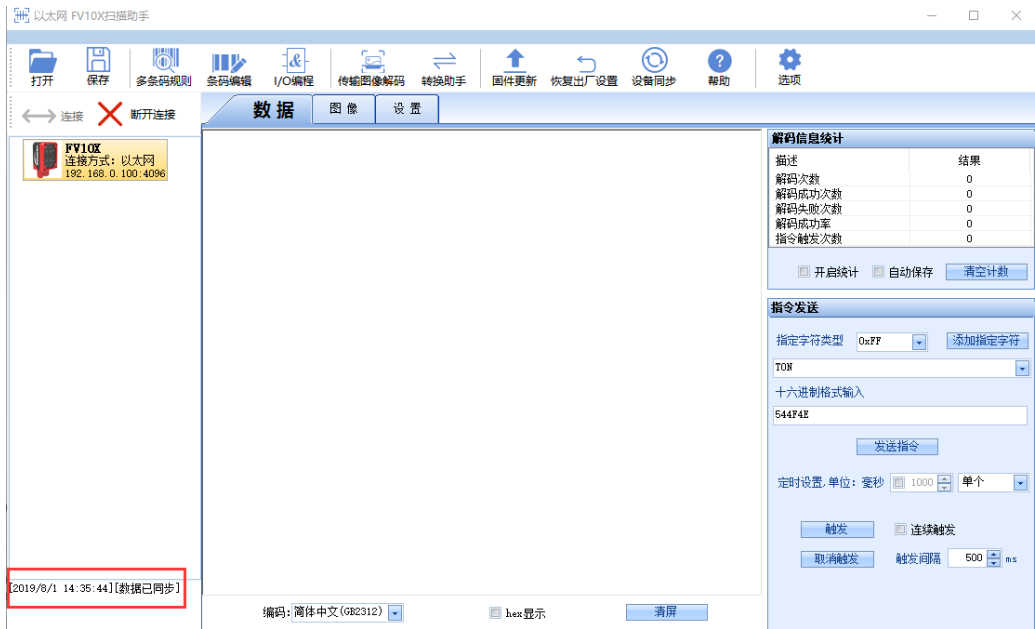 以太网 FV10X扫描助手
打开 保存 多条码规则 条码编辑 I/O编程 传输图像解码 转换助手 固件更新 恢复出厂设置 设备同步 帮助 选项
连接 断开连接
数据 图像 设置
FV10X
连接方式: 以太网
192.168.0.100:4096
解码信息统计
描述 结果
解码次数 0
解码成功次数 0
解码失败次数 0
解码成功率 0
指令触发次数 0
开启统计 自动保存 清空计数
指令发送
指定字符类型 0xFF 添加指定字符
TON
十六进制格式输入
544F4E
发送指令
定时设置,单位: 毫秒 1000 单个
触发 连续触发
取消触发 触发间隔 500 ms
[2019/8/1 14:35:44][数据已同步]
编码: 简体中文(GB2312) hex显示 清屏